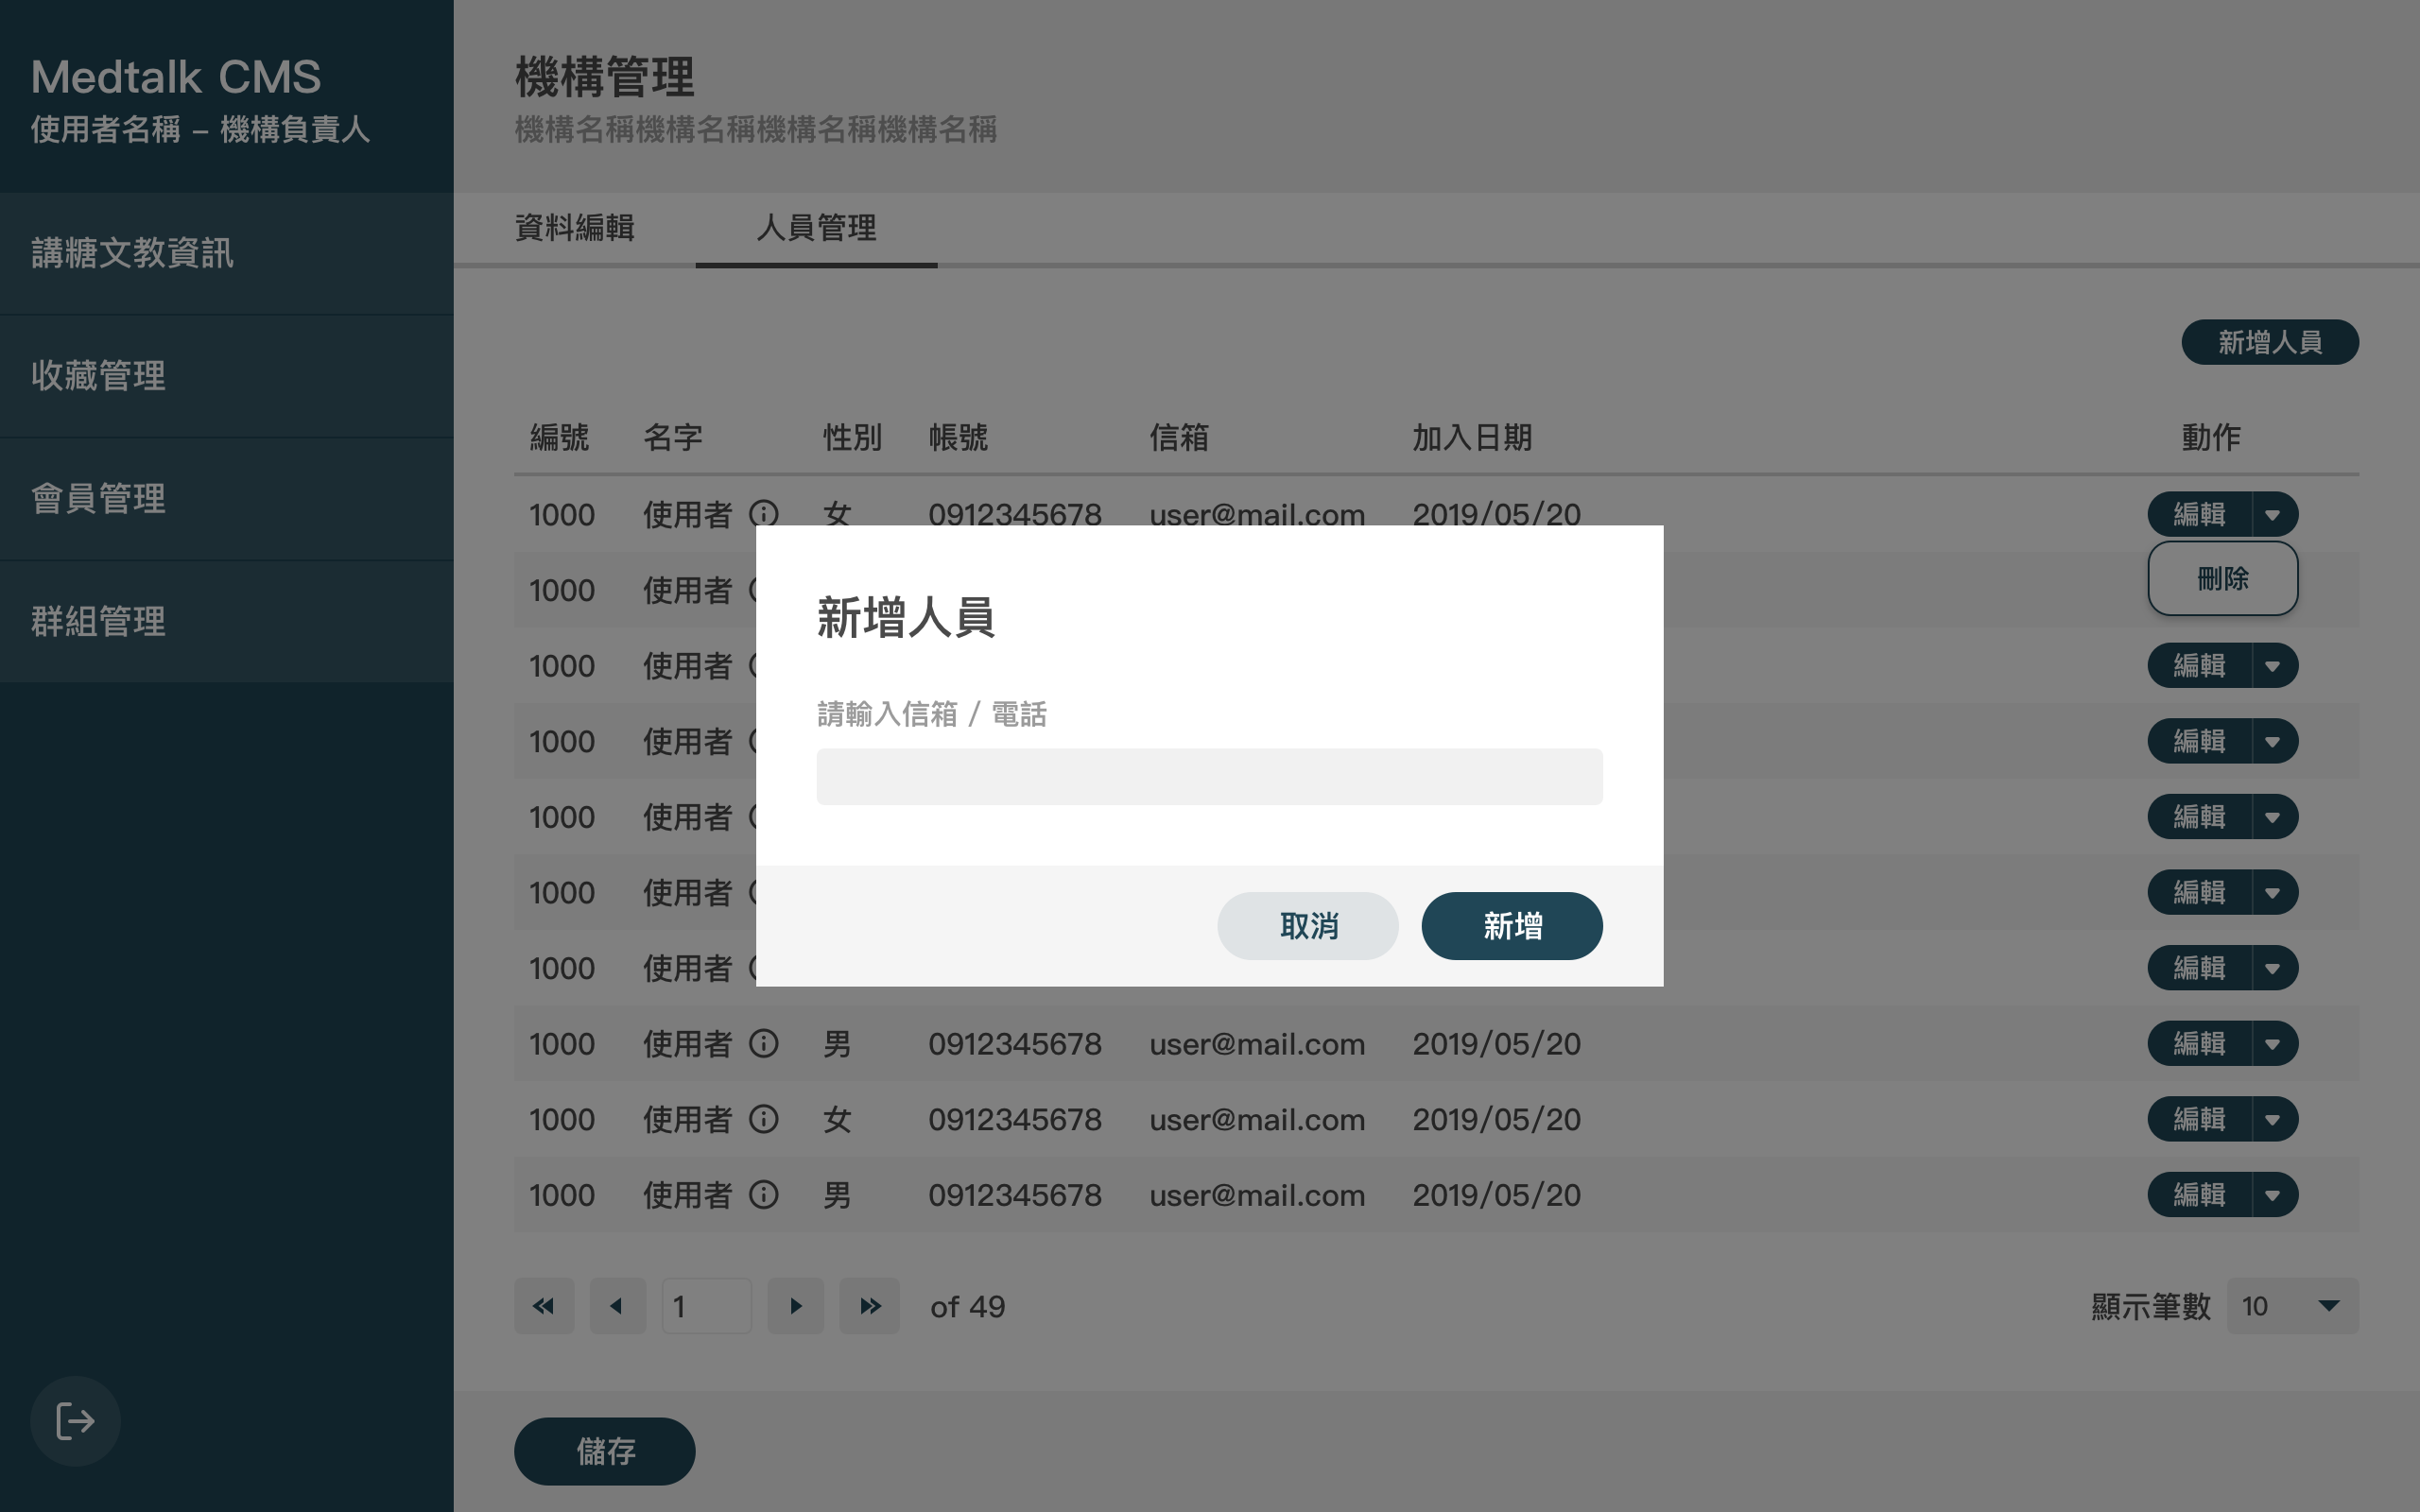 Medtalk CMS
使用者名稱 – 機構負責人
講糖文教資訊
收藏管理
會員管理
群組管理
機構管理
機構名稱機構名稱機構名稱機構名稱
資料編輯 人員管理
新增人員
編號 名字 性別 帳號 信箱 加入日期 動作
1000 使用者 女 0912345678 user@mail.com 2019/05/20 編輯
1000 使用者 刪除
1000 使用者 編輯
1000 使用者 編輯
1000 使用者 編輯
1000 使用者 編輯
1000 使用者 編輯
1000 使用者 男 0912345678 user@mail.com 2019/05/20 編輯
1000 使用者 女 0912345678 user@mail.com 2019/05/20 編輯
1000 使用者 男 0912345678 user@mail.com 2019/05/20 編輯
新增人員
請輸入信箱 / 電話
取消 新增
1 of 49 顯示筆數 10
儲存